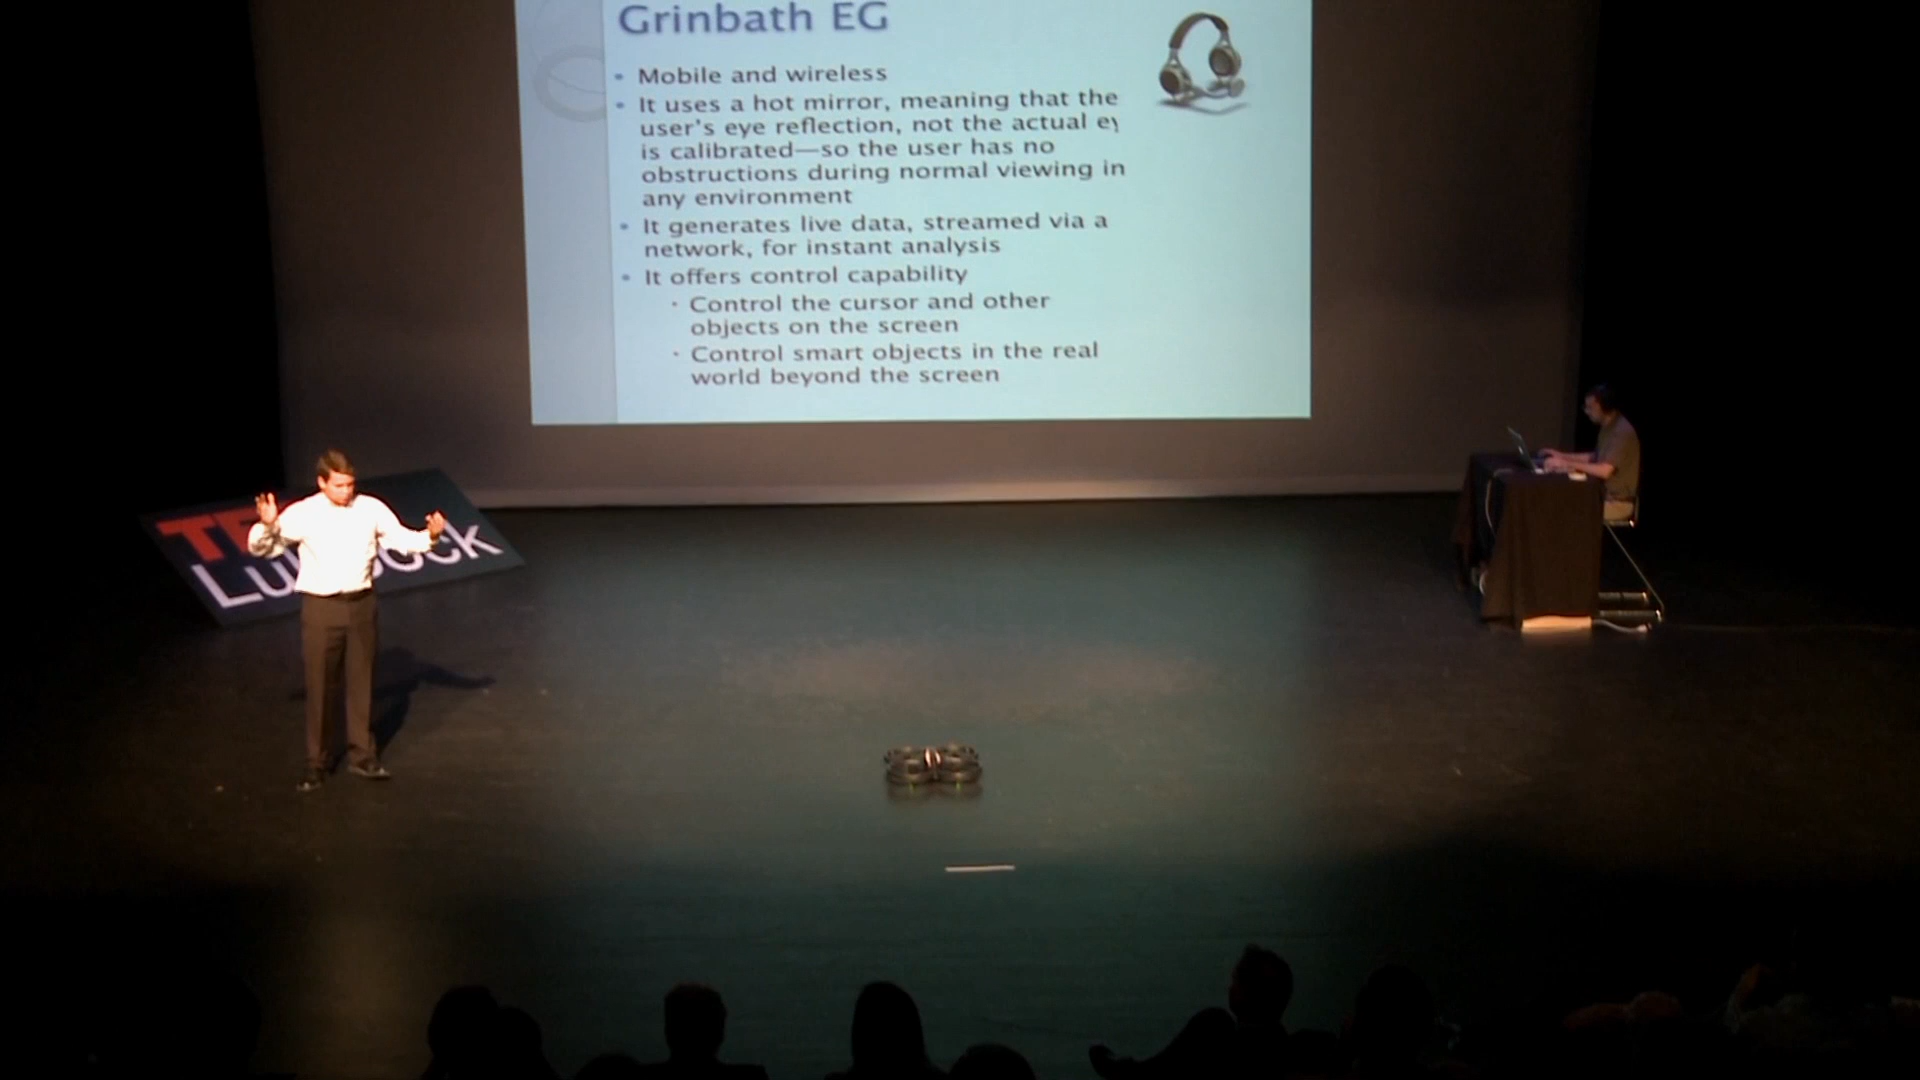 Grinbath EG
Mobile and wireless
It uses a hot mirror, meaning that the
user's eye reflection, not the actual ey
is calibrated—so the user has no
obstructions during normal viewing in
any environment
It generates live data, streamed via a
network, for instant analysis
It offers control capability
Control the cursor and other
objects on the screen
Control smart objects in the real
world beyond the screen